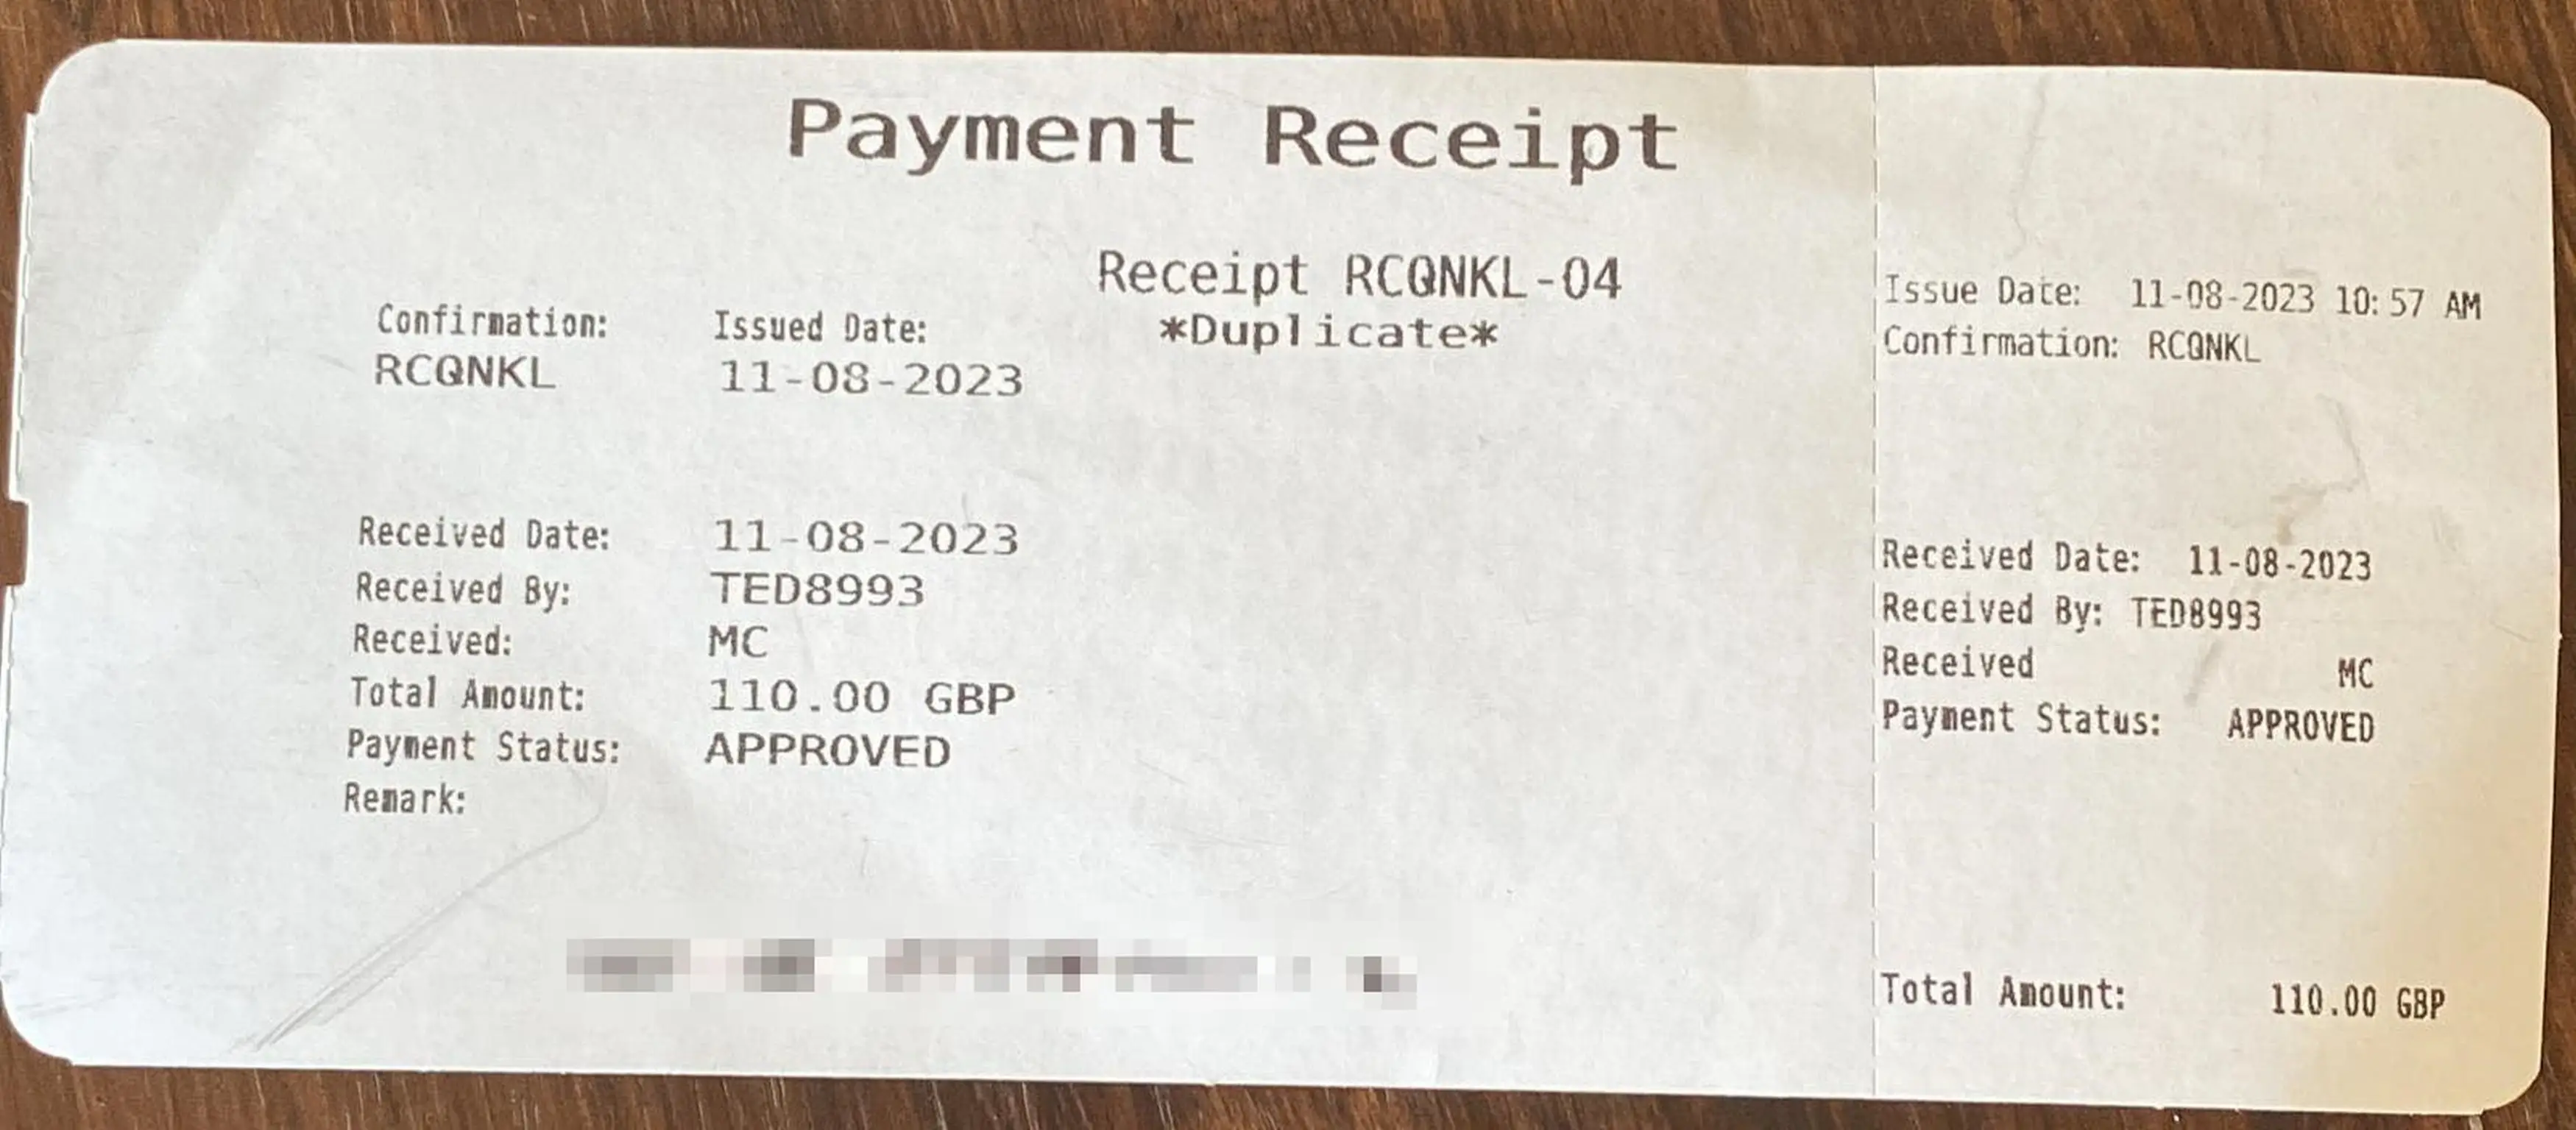 Payment Receipt
Receipt RCQNKL-04
*Duplicate*
Confirmation: Issued Date:
RCQNKL 11-08-2023
Received Date: 11-08-2023
Received By: TED8993
Received: MC
Total Amount: 110.00 GBP
Payment Status: APPROVED
Remark:
Issue Date: 11-08-2023 10:57 AM
Confirmation: RCQNKL
Received Date: 11-08-2023
Received By: TED8993
Received MC
Payment Status: APPROVED
Total Amount: 110.00 GBP